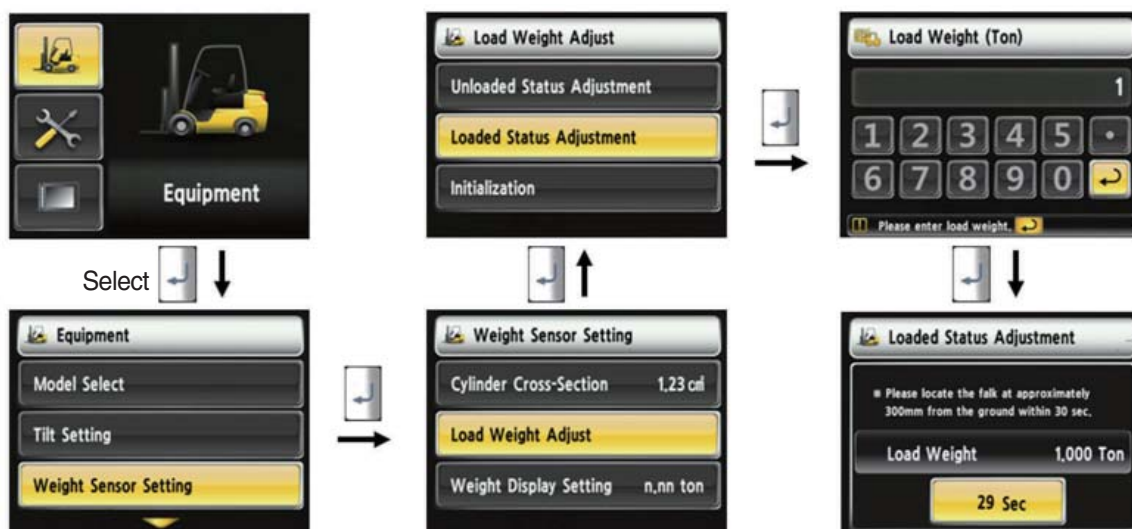 Equipment
Select
Equipment
Model Select
Tilt Setting
Weight Sensor Setting
Weight Sensor Setting
Cylinder Cross-Section 1,23 cm²
Load Weight Adjust
Weight Display Setting n,nn ton
Load Weight Adjust
Unloaded Status Adjustment
Loaded Status Adjustment
Initialization
Load Weight (Ton)
1
1 2 3 4 5 •
6 7 8 9 0
Please enter load weight.
Loaded Status Adjustment
Please locate the falk at approximately
300mm from the ground within 30 sec.
Load Weight 1,000 Ton
29 Sec